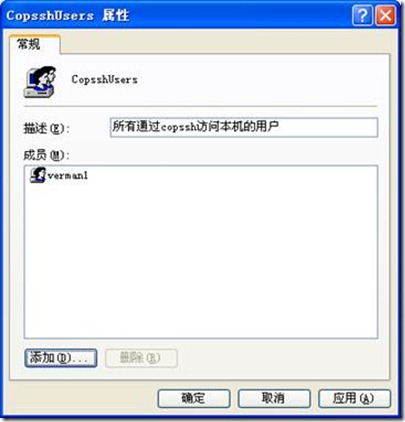 CopsshUsers 属性
常规
CopsshUsers
描述(E): 所有通过copssh访问本机的用户
成员(M):
verman1
添加(D)... 删除(R)
确定 取消 应用(A)